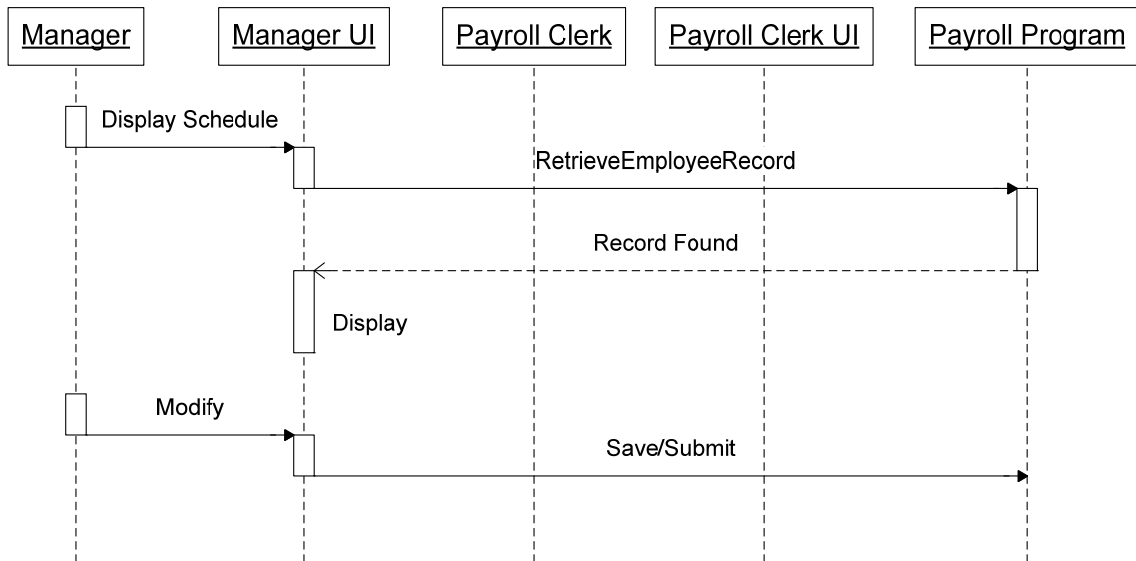 Manager
Manager UI
Payroll Clerk
Payroll Clerk UI
Payroll Program
Display Schedule
RetrieveEmployeeRecord
Record Found
Display
Modify
Save/Submit